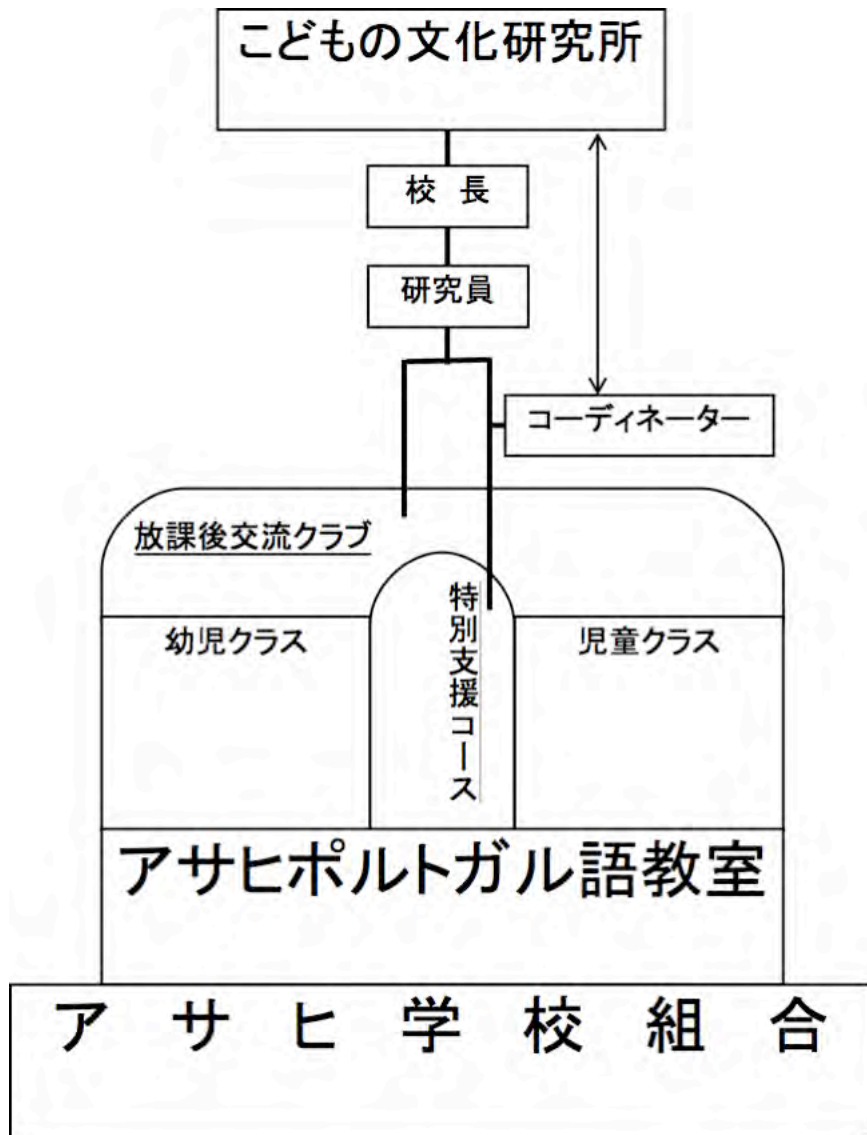 こどもの文化研究所
校 長
研究員
コーディネーター
放課後交流クラブ
幼児クラス
特別支援コース
児童クラス
アサヒポルトガル語教室
ア サ ヒ 学 校 組 合